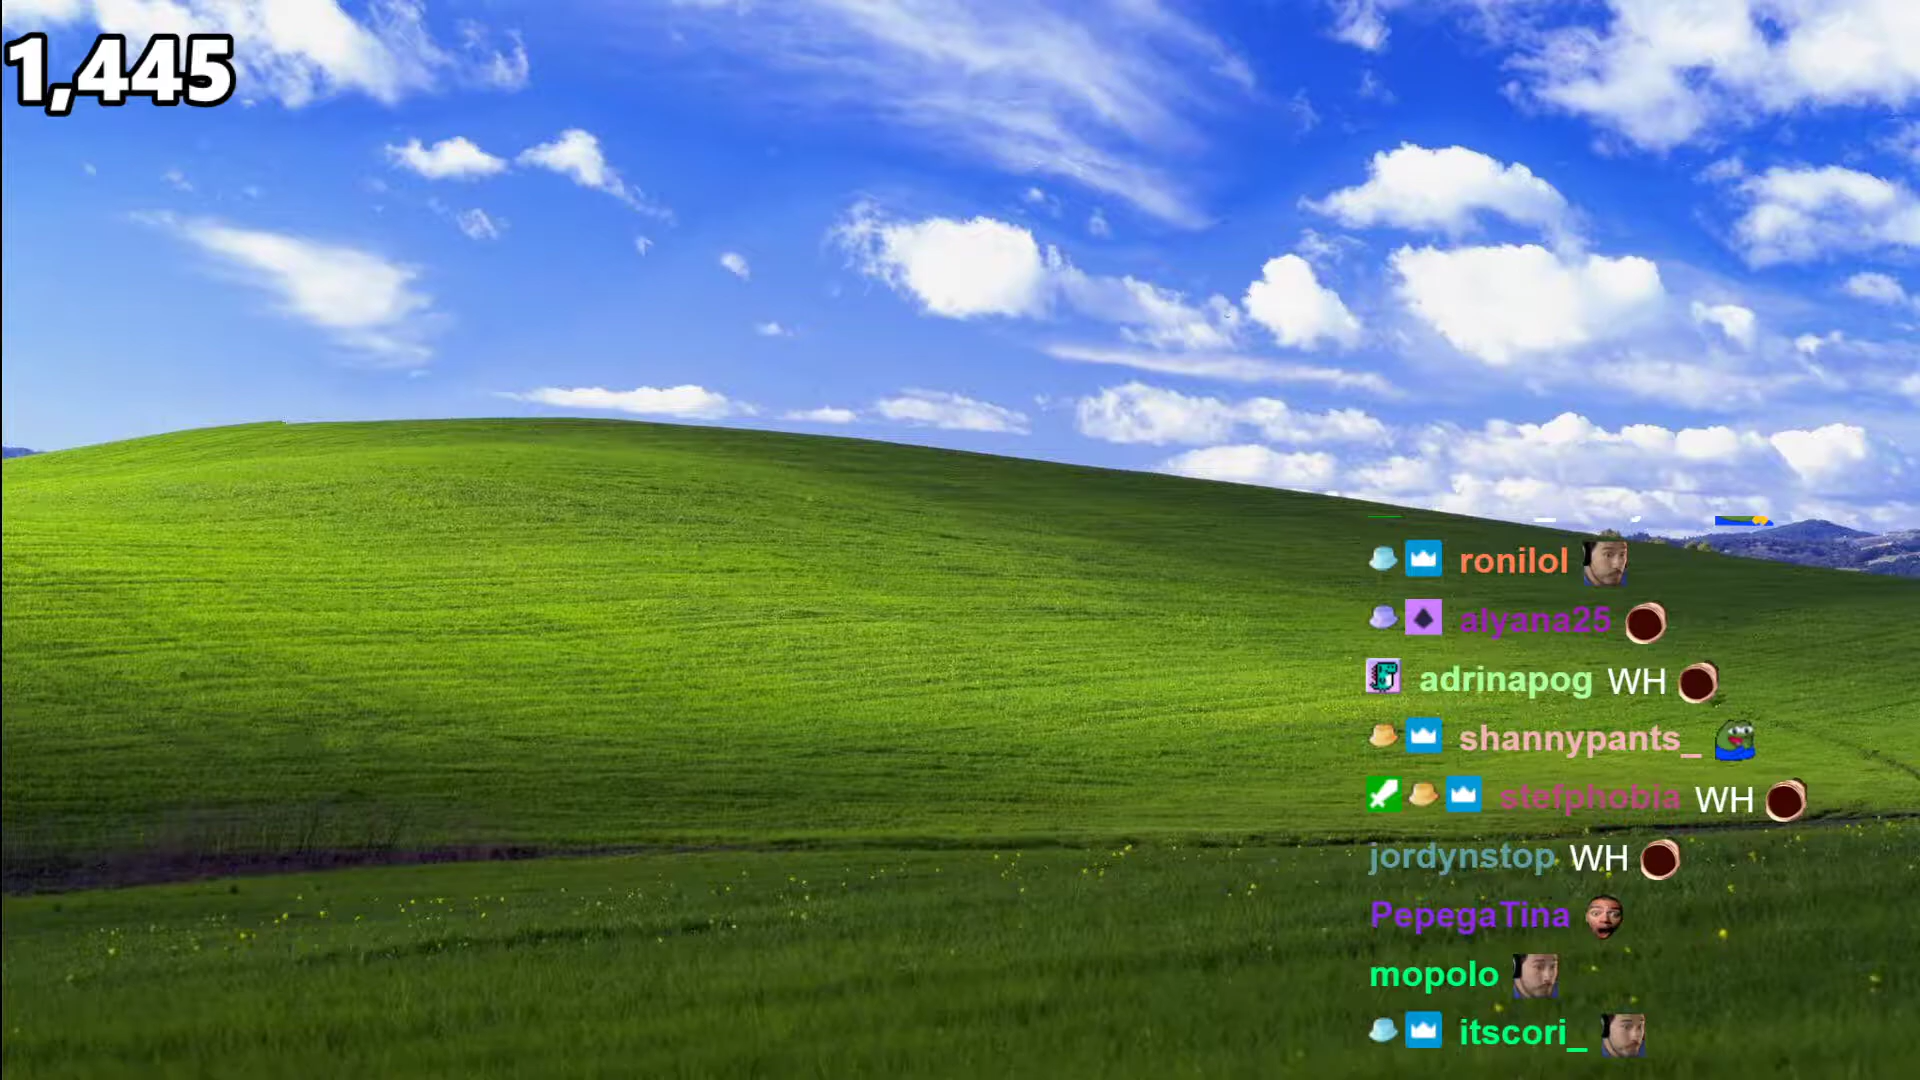 1,445
ronilol
alyana25
adrinapog WH
shannypants_
stefphobia WH
jordynstop WH
PepegaTina
mopolo
itscori_